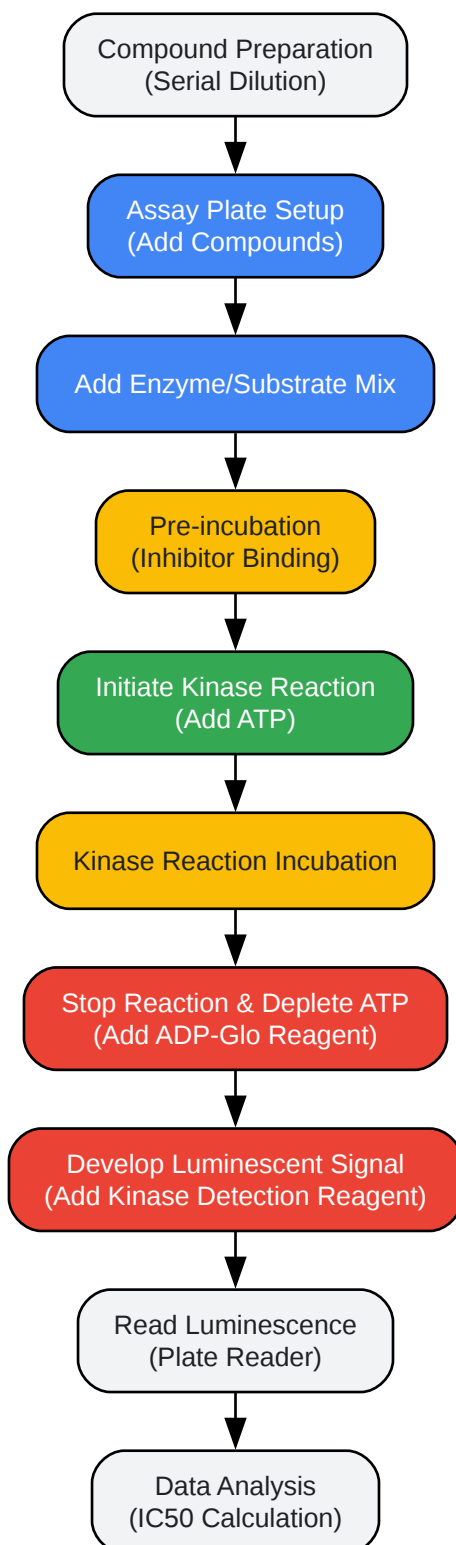 Compound Preparation
(Serial Dilution)
Assay Plate Setup
(Add Compounds)
Add Enzyme/Substrate Mix
Pre-incubation
(Inhibitor Binding)
Initiate Kinase Reaction
(Add ATP)
Kinase Reaction Incubation
Stop Reaction & Deplete ATP
(Add ADP-Glo Reagent)
Develop Luminescent Signal
(Add Kinase Detection Reagent)
Read Luminescence
(Plate Reader)
Data Analysis
(IC50 Calculation)